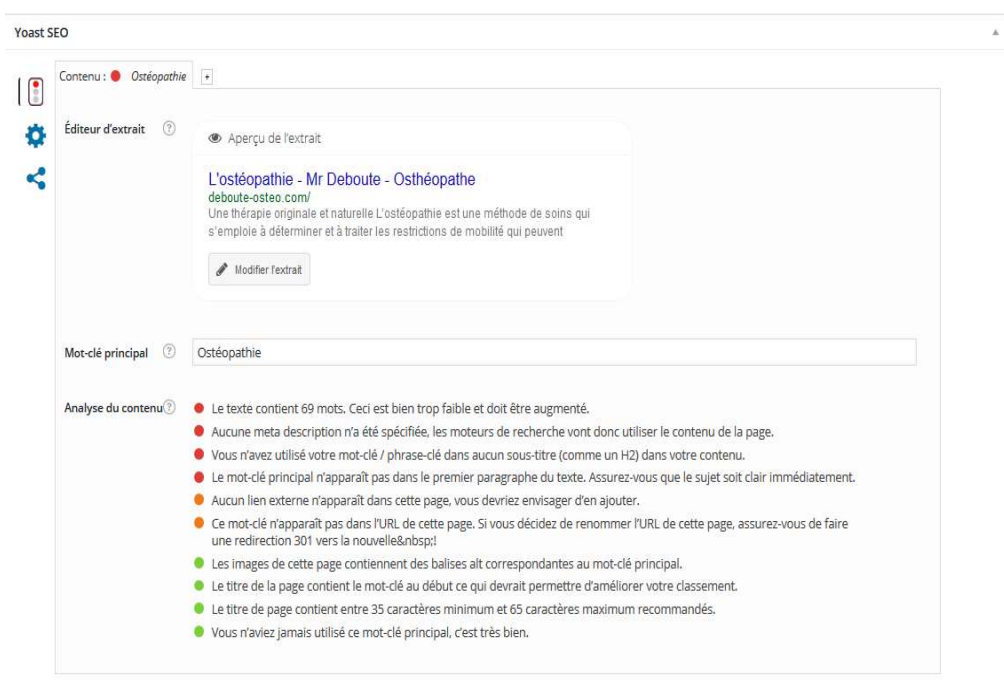 Yoast SEO
Contenu : Ostéopathie +
Éditeur d'extrait ?
Aperçu de l'extrait
L'ostéopathie - Mr Deboute - Osthéopathe
deboute-osteo.com/
Une thérapie originale et naturelle L'ostéopathie est une méthode de soins qui
s'emploie à déterminer et à traiter les restrictions de mobilité qui peuvent
Modifier l'extrait
Mot-clé principal ? Ostéopathie
Analyse du contenu ?
Le texte contient 69 mots. Ceci est bien trop faible et doit être augmenté.
Aucune meta description n'a été spécifiée, les moteurs de recherche vont donc utiliser le contenu de la page.
Vous n'avez utilisé votre mot-clé / phrase-clé dans aucun sous-titre (comme un H2) dans votre contenu.
Le mot-clé principal n'apparaît pas dans le premier paragraphe du texte. Assurez-vous que le sujet soit clair immédiatement.
Aucun lien externe n'apparaît dans cette page, vous devriez envisager d'en ajouter.
Ce mot-clé n'apparaît pas dans l'URL de cette page. Si vous décidez de renommer l'URL de cette page, assurez-vous de faire
une redirection 301 vers la nouvelle&nbsp;!
Les images de cette page contiennent des balises alt correspondantes au mot-clé principal.
Le titre de la page contient le mot-clé au début ce qui devrait permettre d'améliorer votre classement.
Le titre de page contient entre 35 caractères minimum et 65 caractères maximum recommandés.
Vous n'aviez jamais utilisé ce mot-clé principal, c'est très bien.